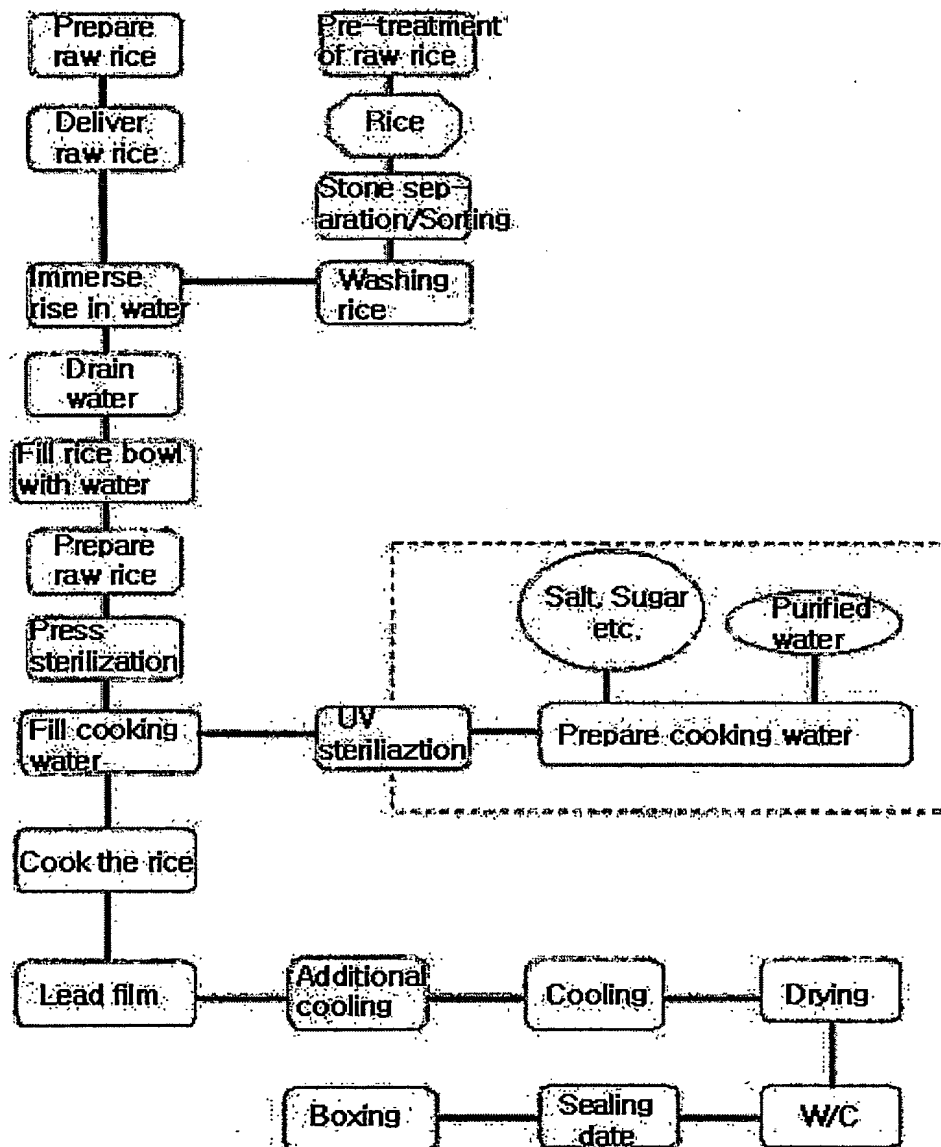 Prepare
raw rice
Pre-treatment
of raw rice
Deliver
raw rice
Rice
Stone sep-
aration/Sorting
Immerse
rise in water
Washing
rice
Drain
water
Fill rice bowl
with water
Prepare
raw rice
Salt, Sugar
etc.
Purified
water
Press
sterilization
Fill cooking
water
UV
steriliaztion
Prepare cooking water
Cook the rice
Lead film
Additional
cooling
Cooling
Drying
Boxing
Sealing
date
W/C